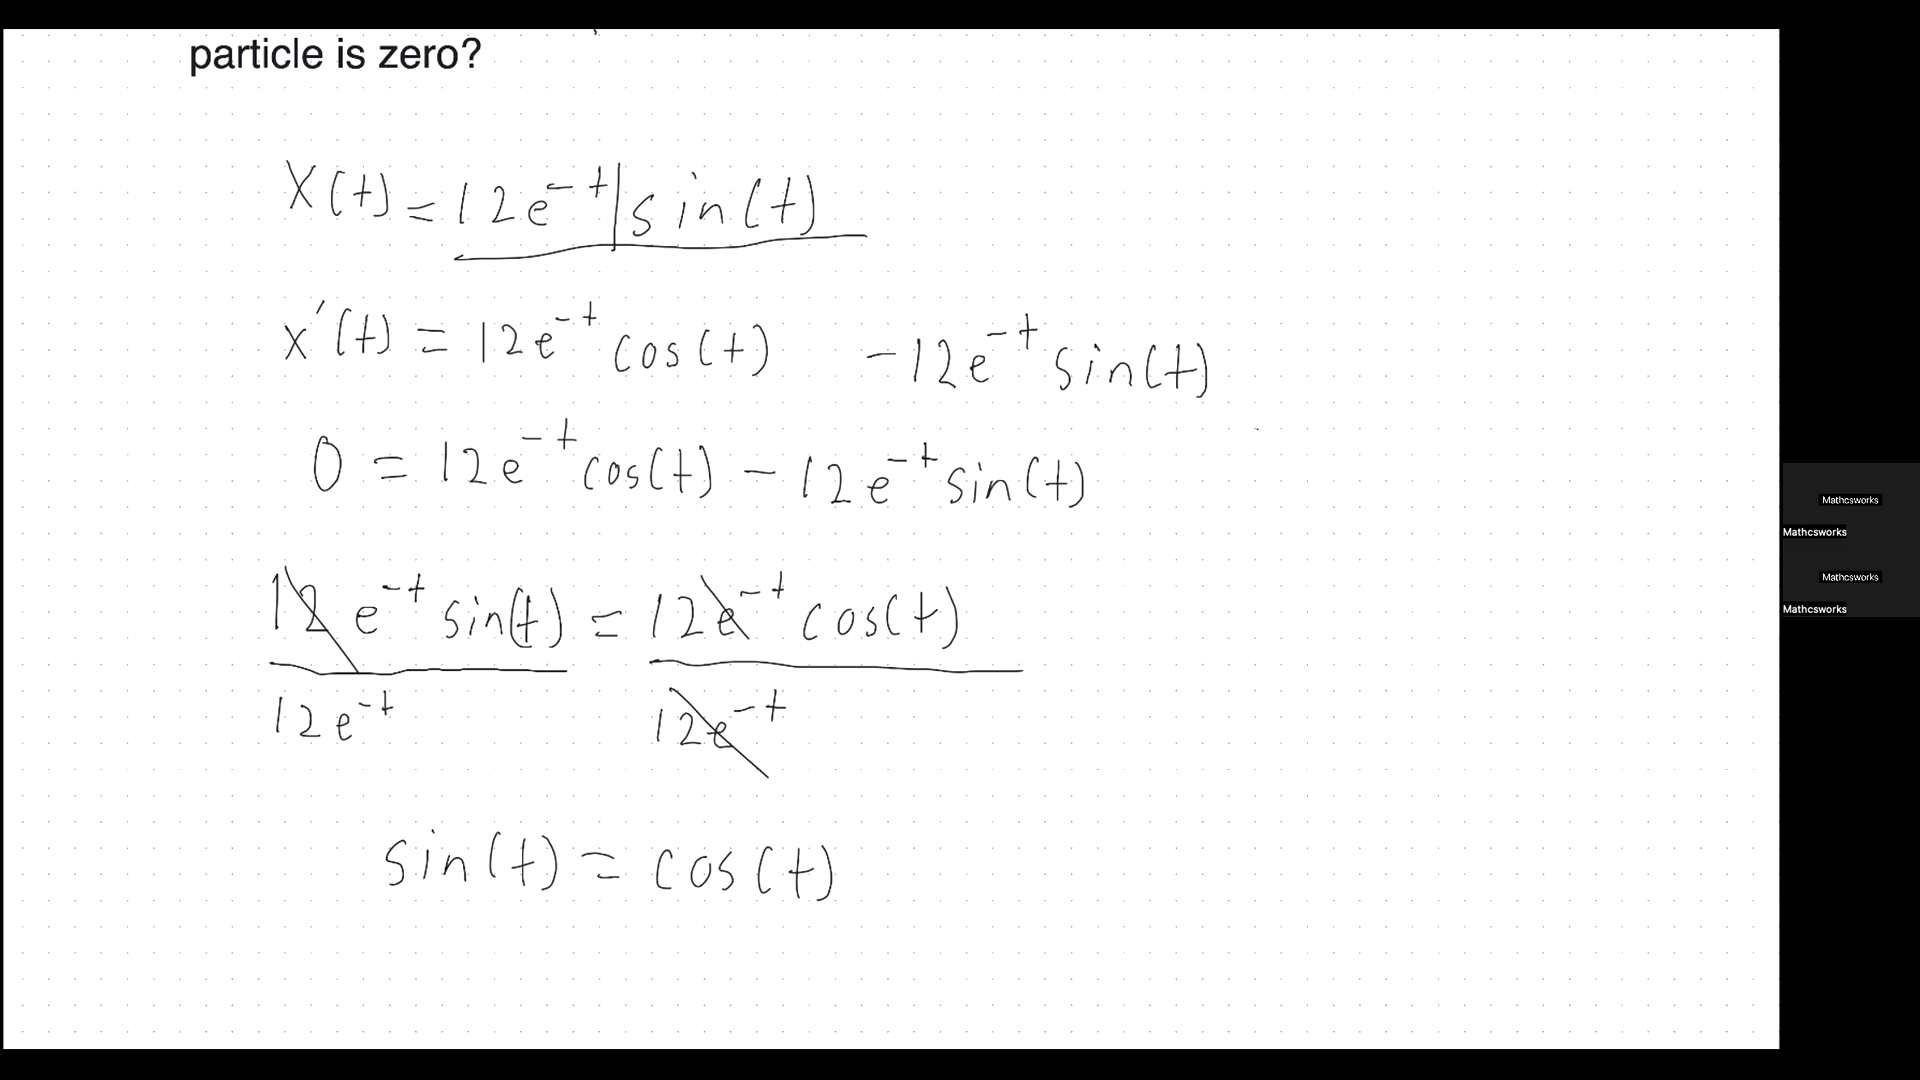 particle is zero?
X(t) = 12e^-t | sin(t)
x'(t) = 12e^-t cos(t) - 12e^-t sin(t)
0 = 12e^-t cos(t) - 12e^-t sin(t)
12e^-t sin(t) = 12e^-t cos(t)
12e^-t 12e^-t
sin(t) = cos(t)
Mathcsworks
Mathcsworks
Mathcsworks
Mathcsworks